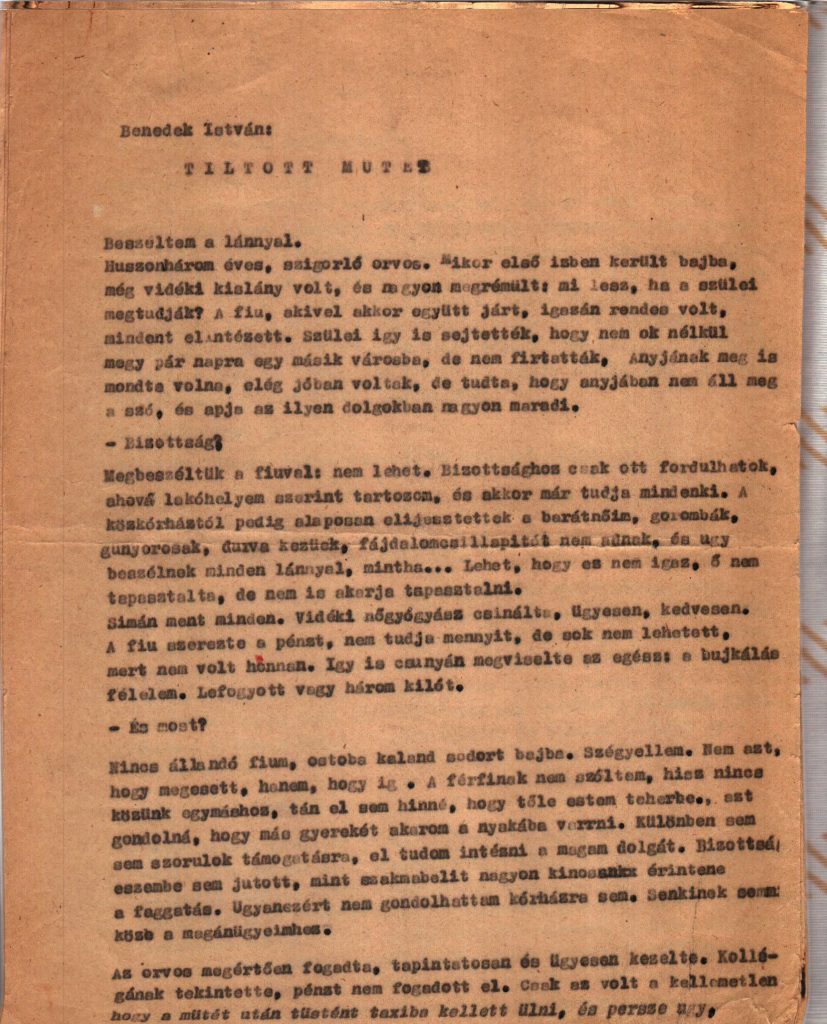 Benedek István:
TILTOTT MUTET
Beszéltem a lánnyal.
Huszonhárom éves, szigorló orvos. Mikor első izben került bajba,
még vidéki kislány volt, és nagyon megrémült: mi lesz, ha a szülei
megtudják? A fiu, akivel akkor együtt járt, igazán rendes volt,
mindent elintézett. Szülei igy is sejtették, hogy nem ok nélkül
megy pár napra egy másik városba, de nem firtatták, Anyjának meg is
mondta volna, elég jóban voltak, de tudta, hogy anyjában nem áll meg
a szó, és apja az ilyen dolgokban nagyon maradi.
- Bizottság?
Megbeszéltük a fiuval: nem lehet. Bizottsághoz csak ott fordulhatok,
ahová lakóhelyem szerint tartozom, és akkor már tudja mindenki. A
közkórháztól pedig alaposan elijesztettek a barátnőim, gorombák,
gunyorosak, durva kezüek, fájdalomcsillapitót nem adnak, és ugy
beszélnek minden lánnyal, mintha... Lehet, hogy ez nem igaz, ő nem
tapasztalta, de nem is akarja tapasztalni.
Simán ment minden. Vidéki nőgyógyász csinálta, ügyesen, kedvesen.
A fiu szerezte a pénzt, nem tudja mennyit, de sok nem lehetett,
mert nem volt honnan. Igy is csunyán megviselte az egész: a bujkálás
félelem. Lefogyott vagy három kilót.
- És most?
Nincs állandó fium, ostoba kaland sodort bajba. Szégyellem. Nem azt,
hogy megesett, hanem, hogy ig . A férfinak nem szóltam, hisz nincs
közünk egymáshoz, tán el sem hinné, hogy tőle estem teherbe., azt
gondolná, hogy más gyerekét akarom a nyakába varrni. Különben sem
sem szorulok támogatásra, el tudom intézni a magam dolgát. Bizottsá
eszembe sem jutott, mint szakmabelit nagyon kinosankx érintene
a faggatás. Ugyanezért nem gondolhattam kórházra sem. Senkinek semmi
köze a magánügyeimhez.
Az orvos megértően fogadta, tapintatosan és ügyesen kezelte. Kollé-
gának tekintette, pénzt nem fogadott el. Csak az volt a kellemetlen
hogy a mütét után tüstént taxiba kellett ülni, és persze ugy,